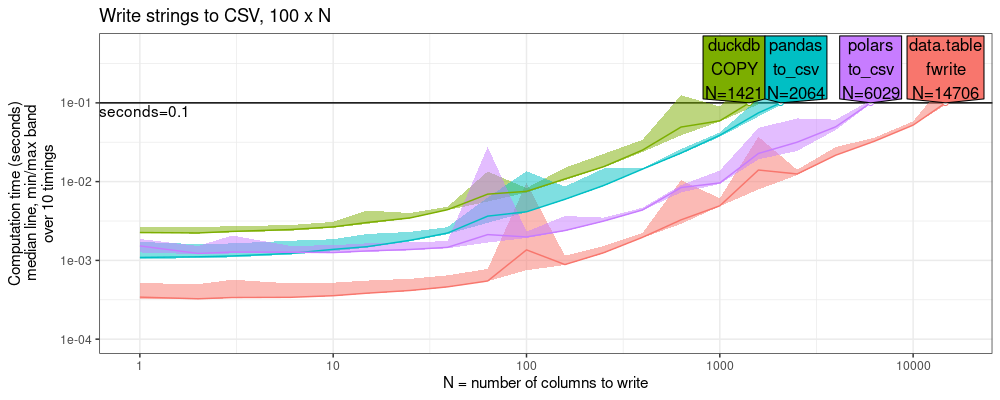 Write strings to CSV, 100 x N
duckdb
COPY
N=1421
pandas
to_csv
N=2064
polars
to_csv
N=6029
data.table
fwrite
N=14706
seconds=0.1
1e-01
1e-02
1e-03
1e-04
Computation time (seconds)
median line, min/max band
over 10 timings
1
10
100
1000
10000
N = number of columns to write